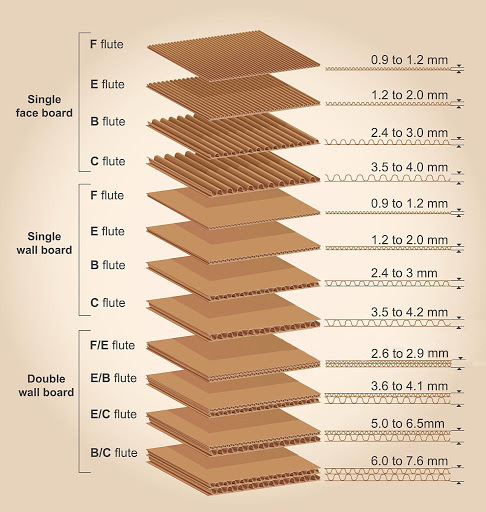 F flute 0.9 to 1.2 mm
E flute 1.2 to 2.0 mm
Single
face board
B flute 2.4 to 3.0 mm
C flute 3.5 to 4.0 mm
F flute 0.9 to 1.2 mm
E flute 1.2 to 2.0 mm
Single
wall board
B flute 2.4 to 3 mm
C flute 3.5 to 4.2 mm
F/E flute 2.6 to 2.9 mm
E/B flute 3.6 to 4.1 mm
Double
wall board
E/C flute 5.0 to 6.5mm
B/C flute 6.0 to 7.6 mm